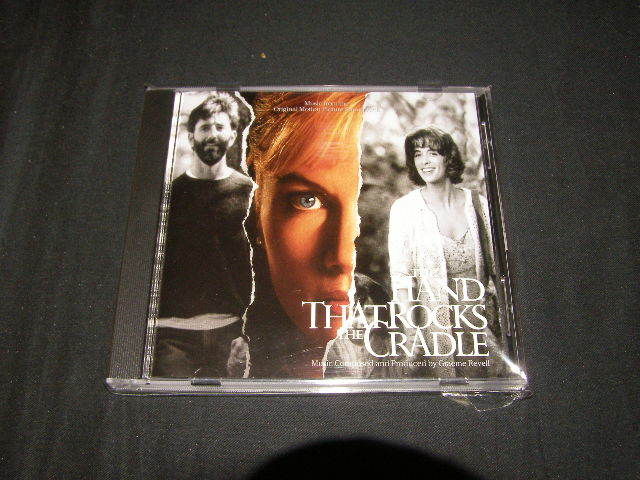 Music from the
Original Motion Picture Soundtrack
THE
HAND
THAT ROCKS
THE CRADLE
Music Composed and Produced by Graeme Revell